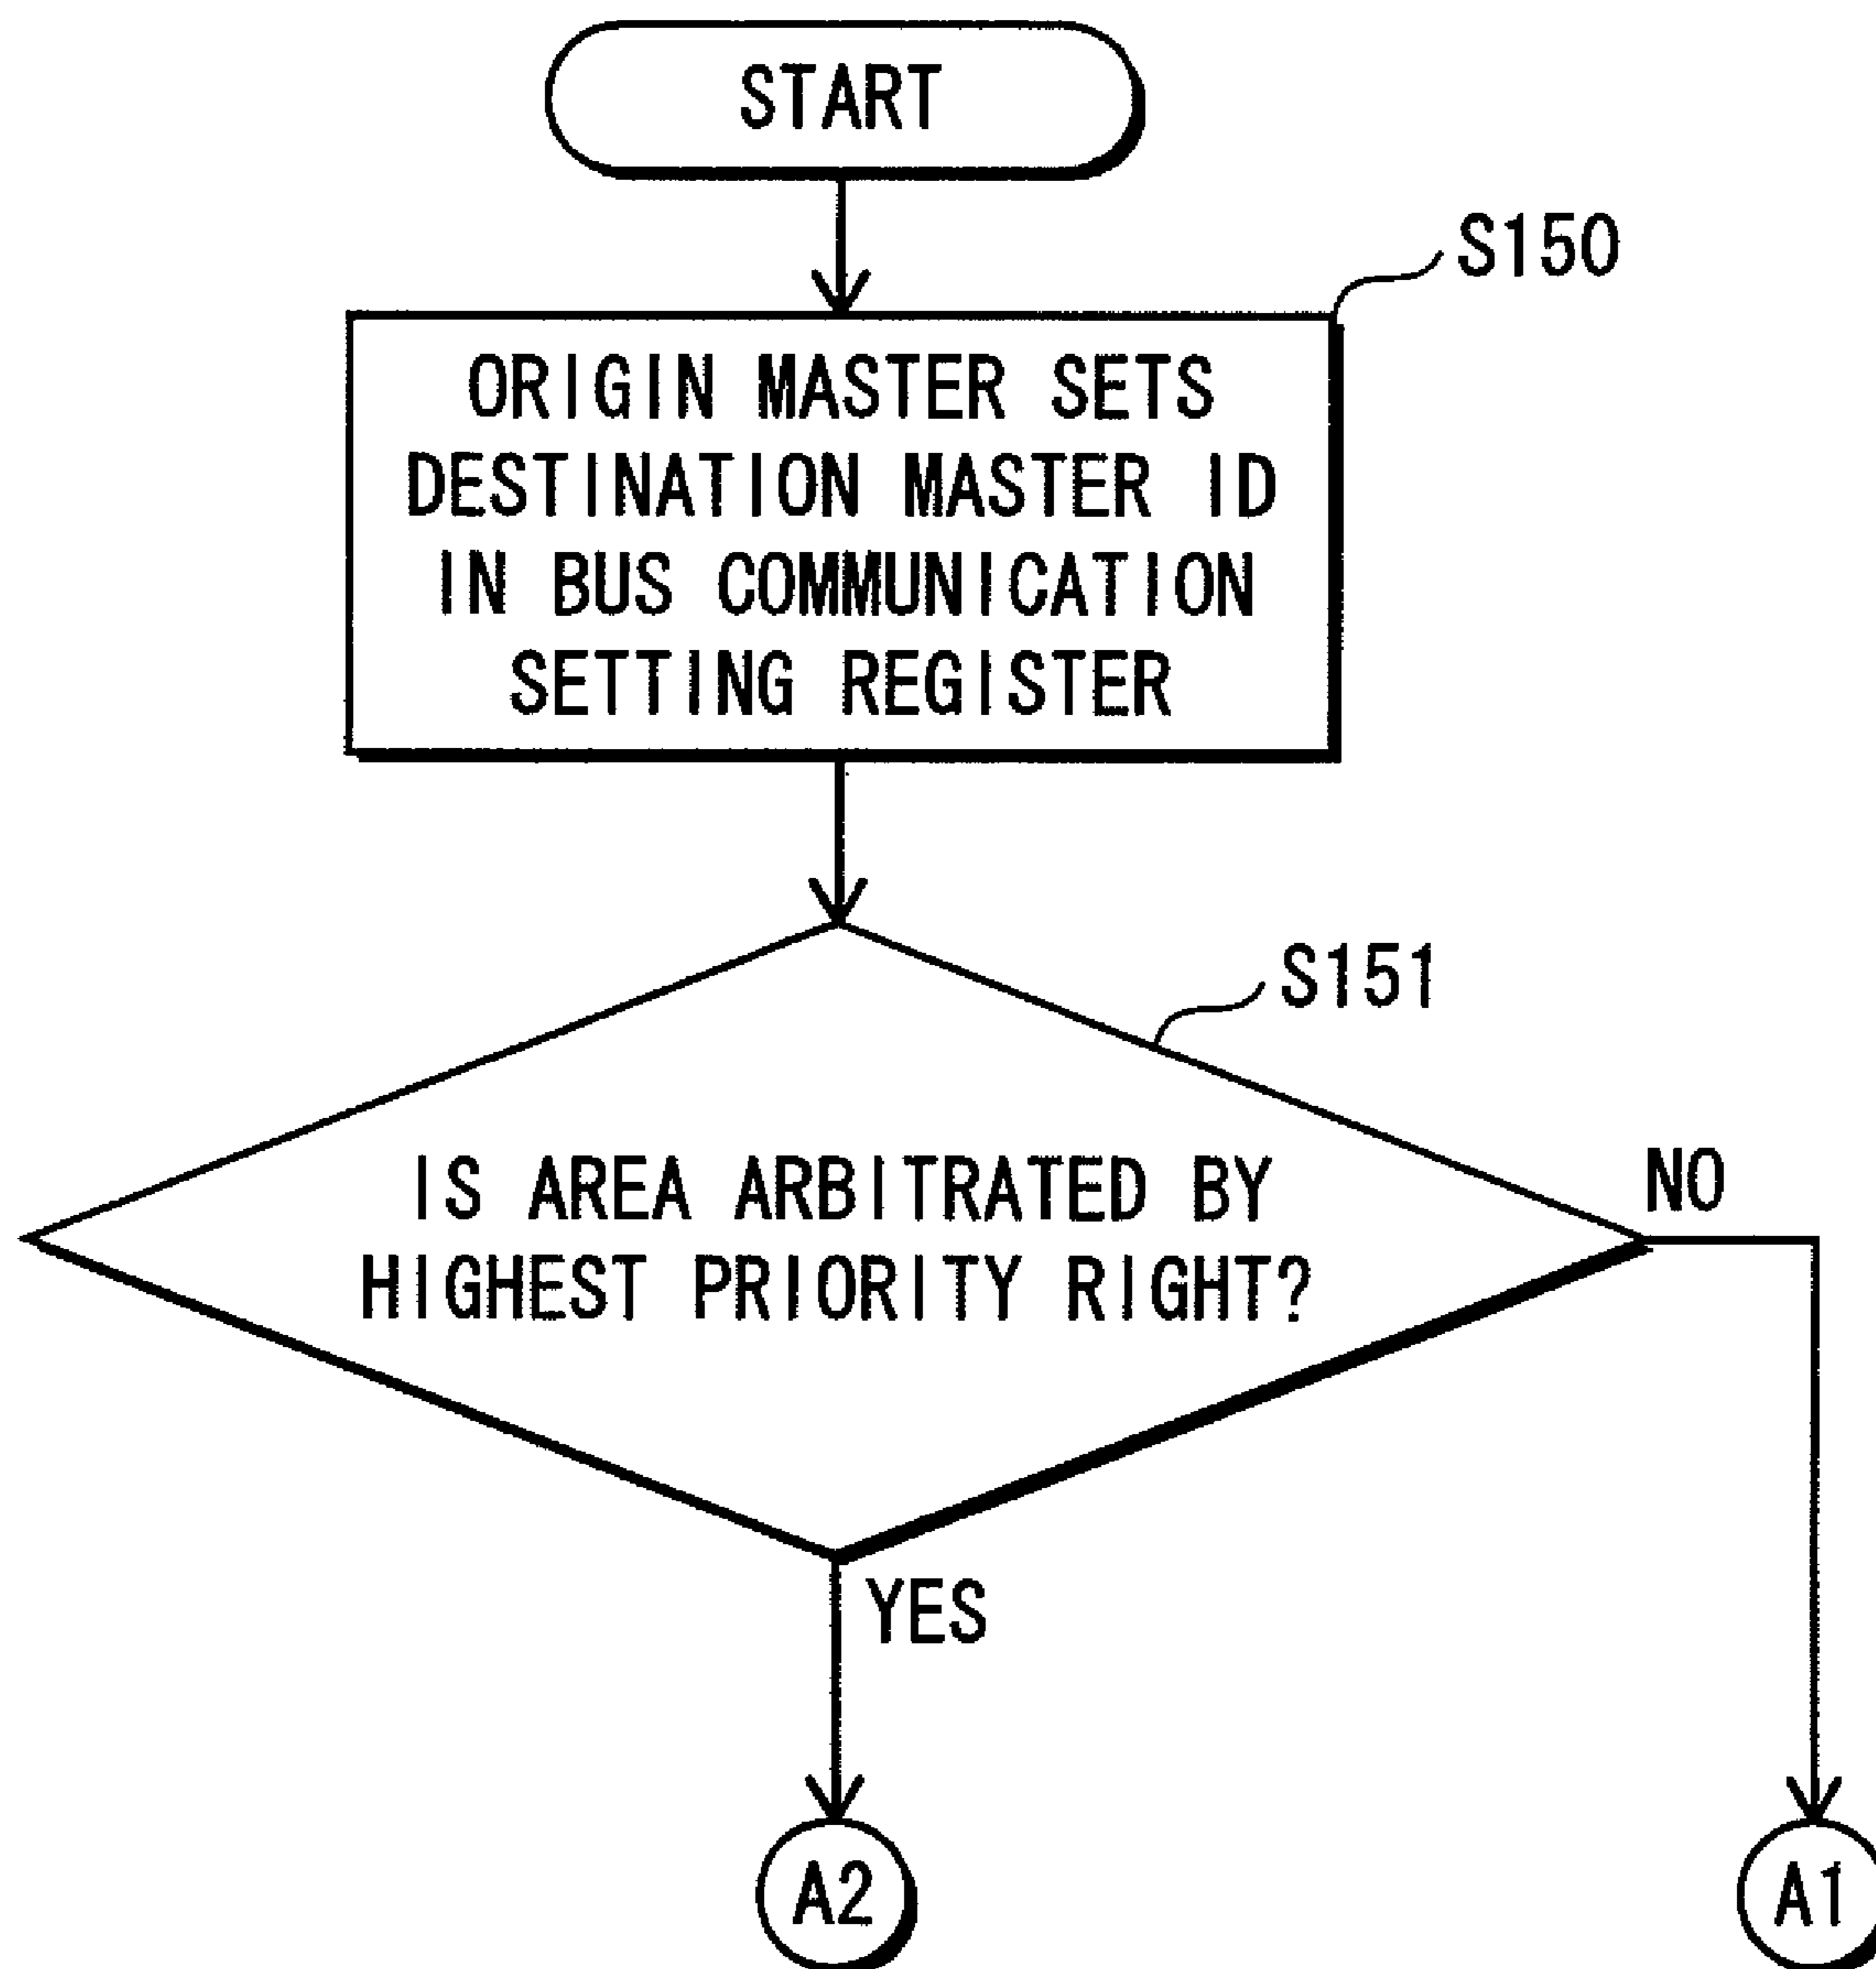 START
S150
ORIGIN MASTER SETS
DESTINATION MASTER ID
IN BUS COMMUNICATION
SETTING REGISTER
S151
IS AREA ARBITRATED BY
HIGHEST PRIORITY RIGHT?
NO
YES
A2
A1